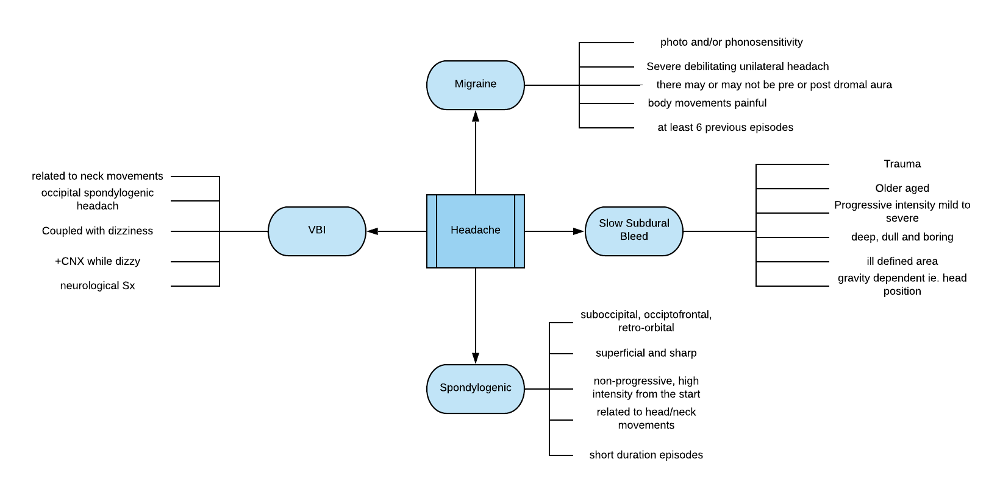 photo and/or phonosensitivity
Severe debilitating unilateral headach
Migraine
there may or may not be pre or post dromal aura
body movements painful
at least 6 previous episodes
related to neck movements
occipital spondylogenic
headach
Coupled with dizziness
+CNX while dizzy
neurological Sx
VBI
Headache
Slow Subdural
Bleed
Trauma
Older aged
Progressive intensity mild to
severe
deep, dull and boring
ill defined area
gravity dependent ie. head
position
Spondylogenic
suboccipital, occiptofrontal,
retro-orbital
superficial and sharp
non-progressive, high
intensity from the start
related to head/neck
movements
short duration episodes